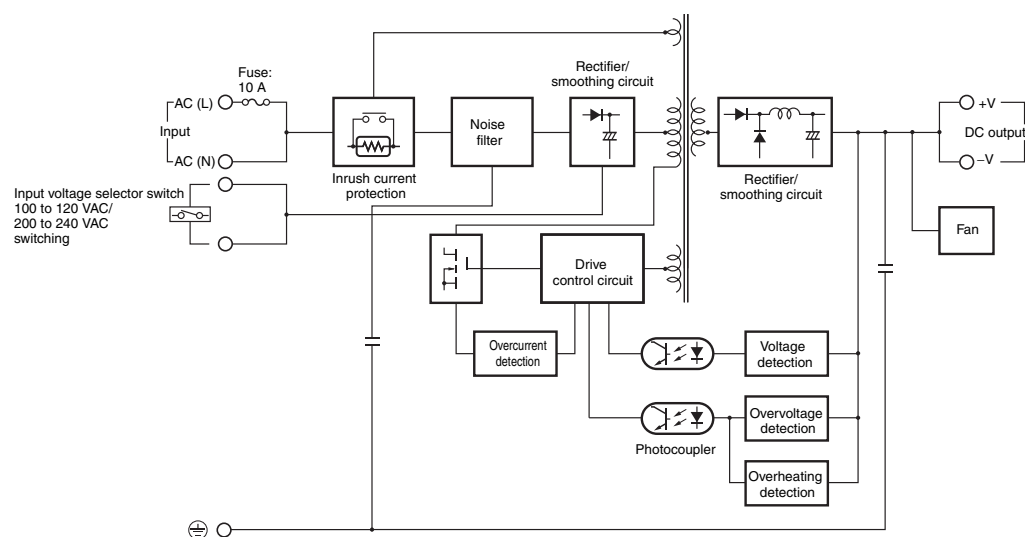 Fuse:
10 A
AC (L)
Input
AC (N)
Input voltage selector switch
100 to 120 VAC/
200 to 240 VAC
switching
Inrush current
protection
Noise
filter
Rectifier/
smoothing circuit
Rectifier/
smoothing circuit
+V
DC output
−V
Fan
Drive
control circuit
Overcurrent
detection
Voltage
detection
Overvoltage
detection
Photocoupler
Overheating
detection